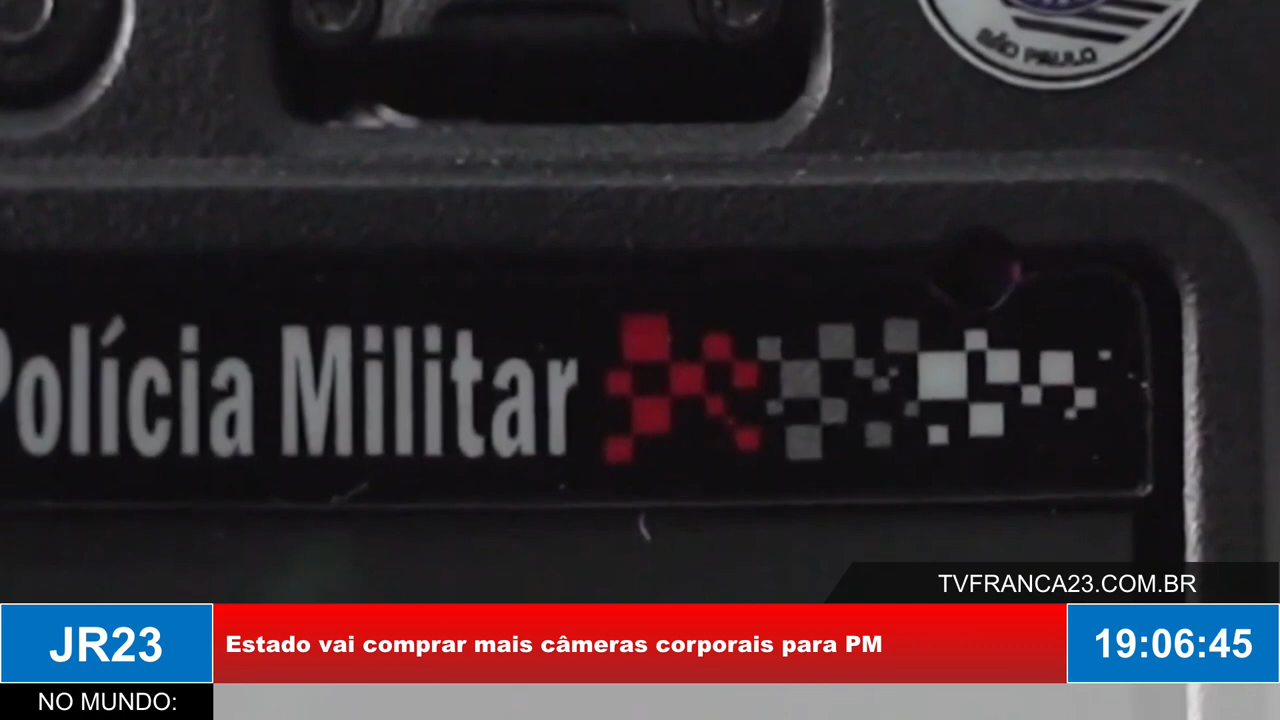 SÃO PAULO
Polícia Militar
TVFRANCA23.COM.BR
JR23
Estado vai comprar mais câmeras corporais para PM
19:06:45
NO MUNDO: